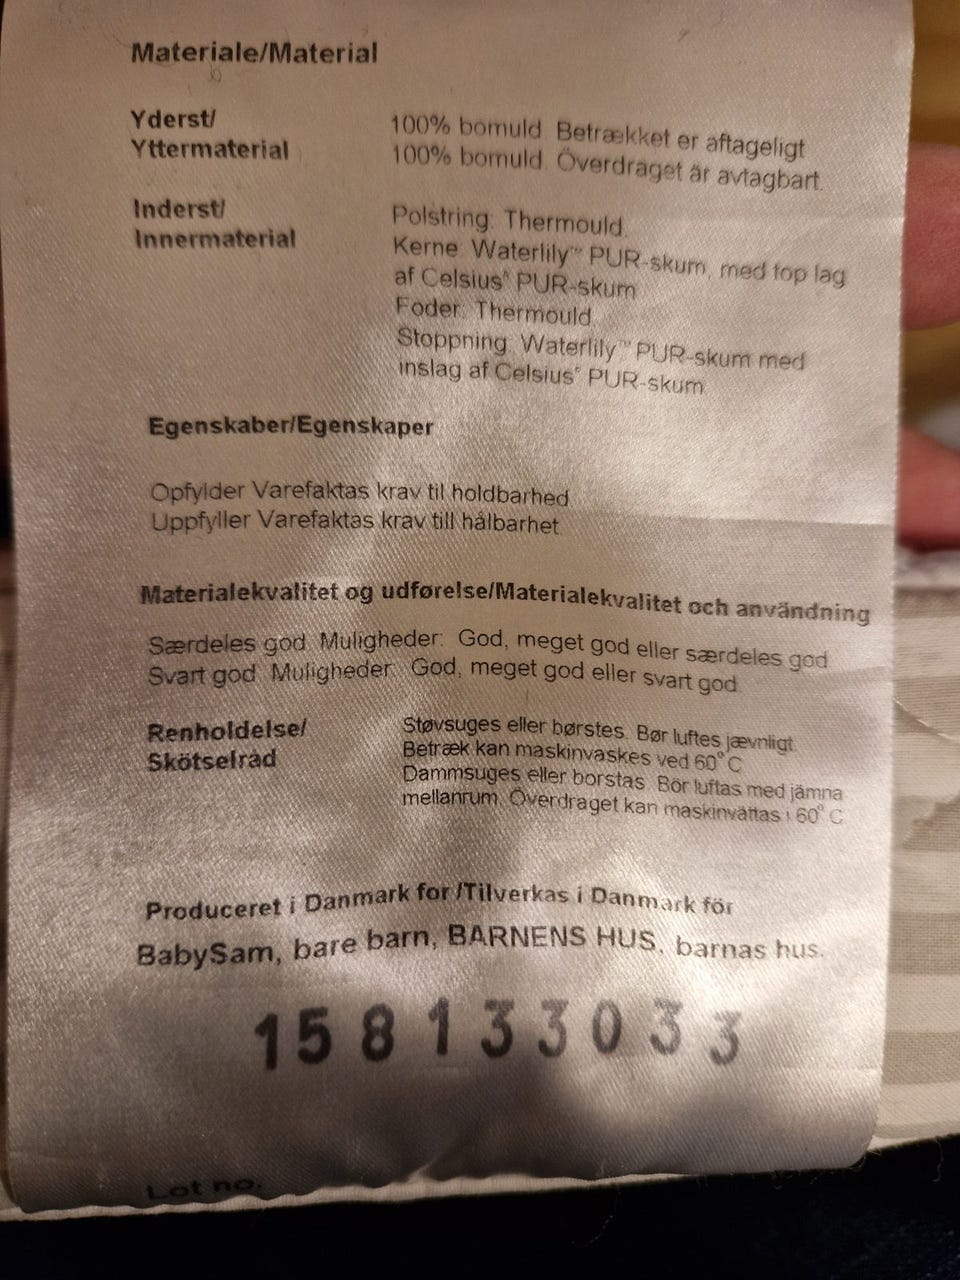 Materiale/Material
Yderst/
Yttermaterial
100% bomuld. Betrækket er aftageligt
100% bomuld. Överdraget är avtagbart.
Inderst/
Innermaterial
Polstring: Thermould.
Kerne: Waterlily™ PUR-skum, med top lag
af Celsius® PUR-skum
Foder: Thermould.
Stoppning: Waterlily™ PUR-skum med
inslag af Celsius® PUR-skum.
Egenskaber/Egenskaper
Opfylder Varefaktas krav til holdbarhed
Uppfyller Varefaktas krav till hålbarhet
Materialekvalitet og udførelse/Materialekvalitet och användning
Særdeles god. Muligheder: God, meget god eller særdeles god
Svart god. Muligheder: God, meget god eller svart god.
Renholdelse/
Skötselråd
Støvsuges eller børstes. Bør luftes jævnligt.
Betræk kan maskinvaskes ved 60° C
Dammsuges eller borstas. Bör luftas med jämna
mellanrum. Överdraget kan maskinvättas i 60° C
Produceret i Danmark for /Tilverkas i Danmark för
BabySam, bare barn, BARNENS HUS, barnas hus.
158133033
Lot no.